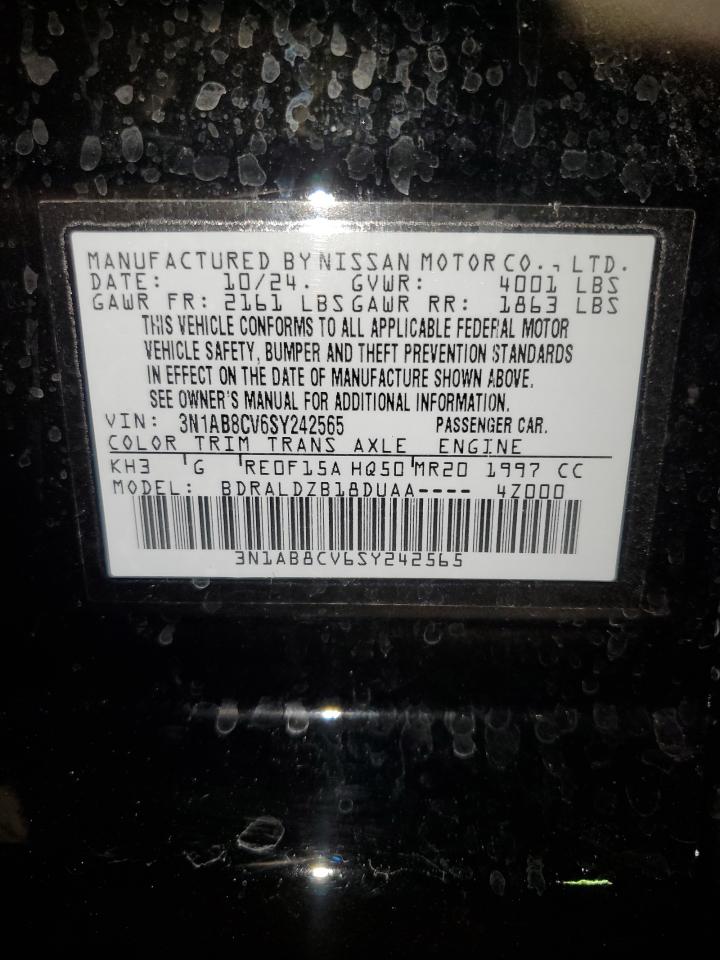 MANUFACTURED BY NISSAN MOTOR CO., LTD.
DATE: 10/24. GVWR: 4001 LBS
GAWR FR: 2161 LBS GAWR RR: 1863 LBS
THIS VEHICLE CONFORMS TO ALL APPLICABLE FEDERAL MOTOR
VEHICLE SAFETY, BUMPER AND THEFT PREVENTION STANDARDS
IN EFFECT ON THE DATE OF MANUFACTURE SHOWN ABOVE.
SEE OWNER'S MANUAL FOR ADDITIONAL INFORMATION.
VIN: 3N1AB8CV6SY242565 PASSENGER CAR.
COLOR TRIM TRANS AXLE ENGINE
KH3 G RE0F15A HQ50 MR20 1997 CC
MODEL: BDRALDZB18DUAA---- 4Z000
3N1AB8CV6SY242565